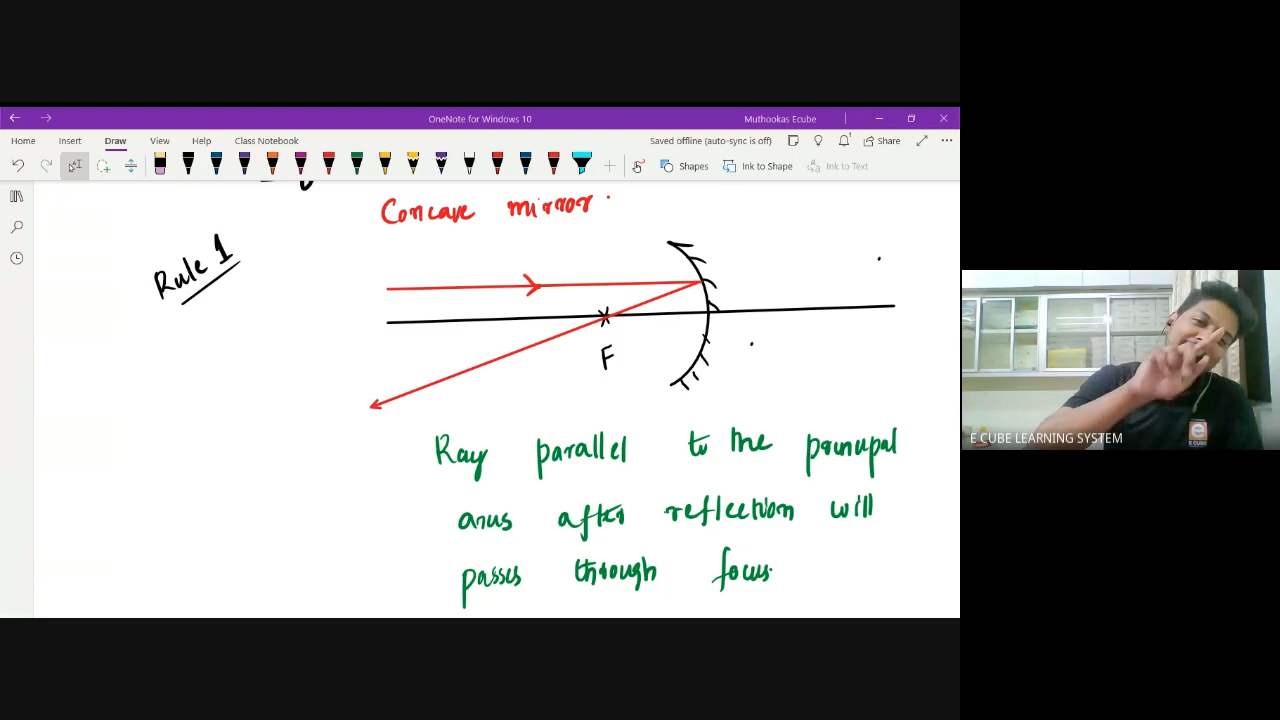 OneNote for Windows 10
Muthookas Ecube
Home Insert Draw View Help Class Notebook
Saved offline (auto-sync is off)
Share
Shapes
Ink to Shape
Ink to Text
Concave mirror.
Rule 1
F
Ray parallel to the principal
axis after reflection will
passes through focus.
E CUBE LEARNING SYSTEM
E CUBE